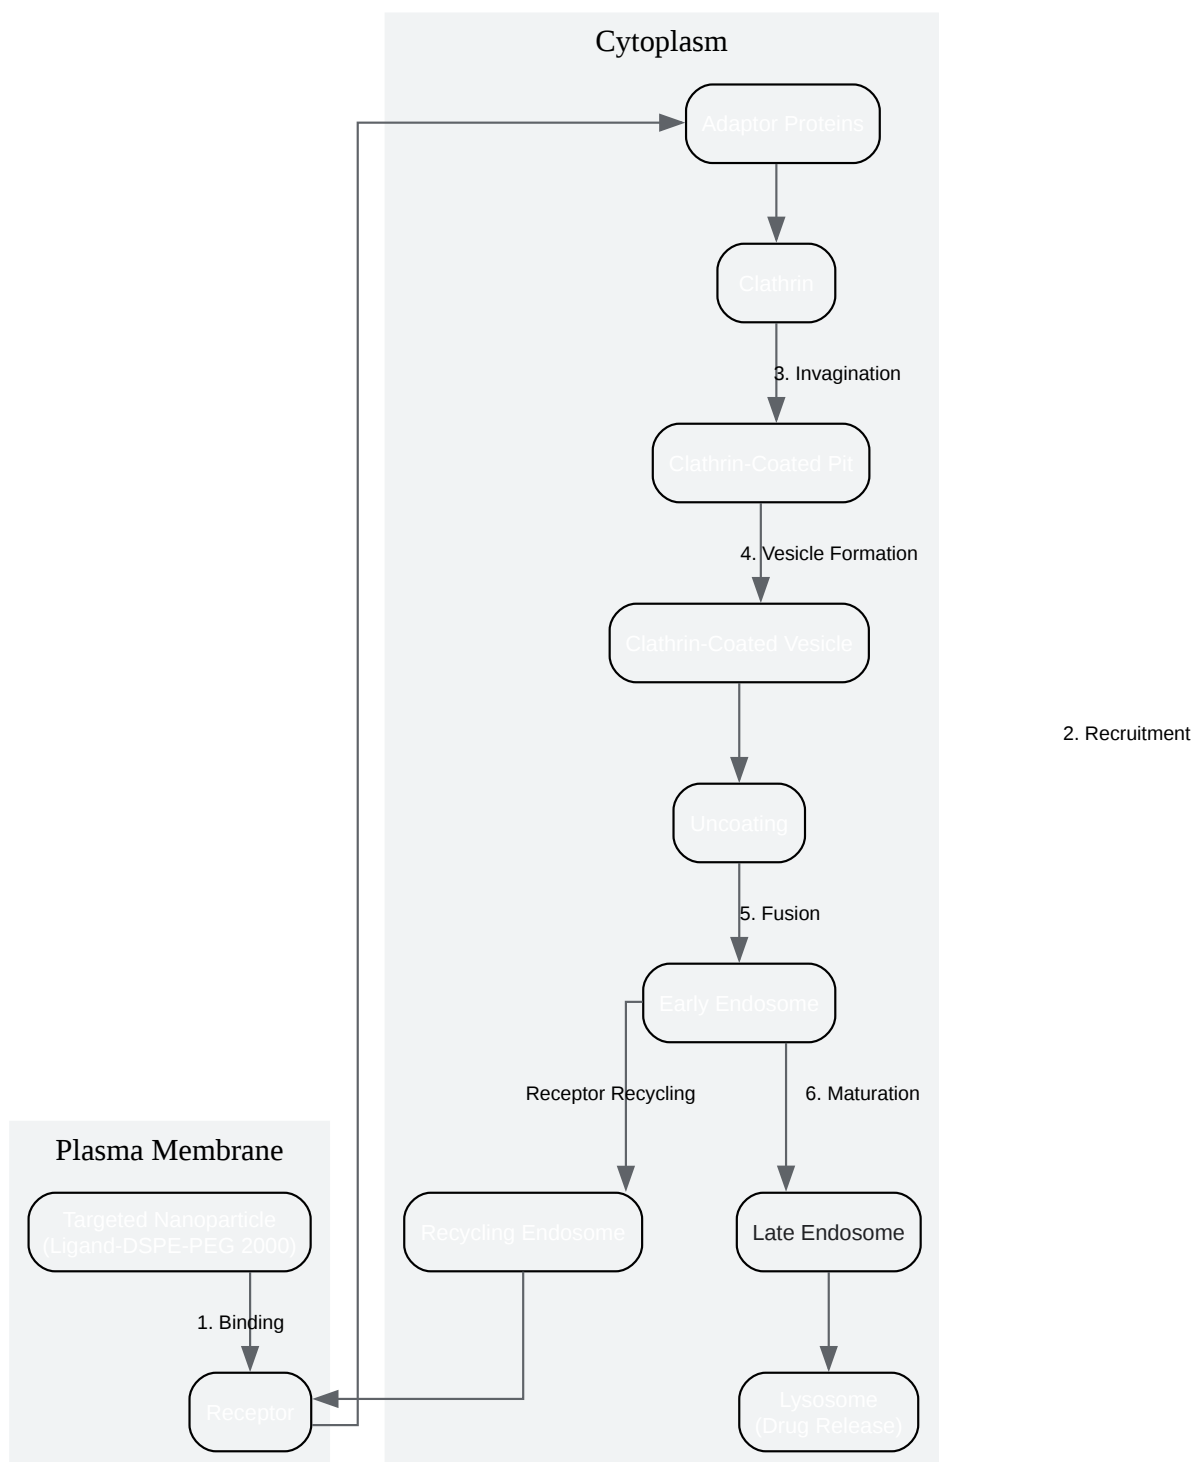 Cytoplasm
Adaptor Proteins
Clathrin
3. Invagination
Clathrin-Coated Pit
4. Vesicle Formation
Clathrin-Coated Vesicle
2. Recruitment
Uncoating
5. Fusion
Early Endosome
Receptor Recycling
6. Maturation
Plasma Membrane
Targeted Nanoparticle
(Ligand-DSPE-PEG 2000)
Recycling Endosome
Late Endosome
1. Binding
Receptor
Lysosome
(Drug Release)